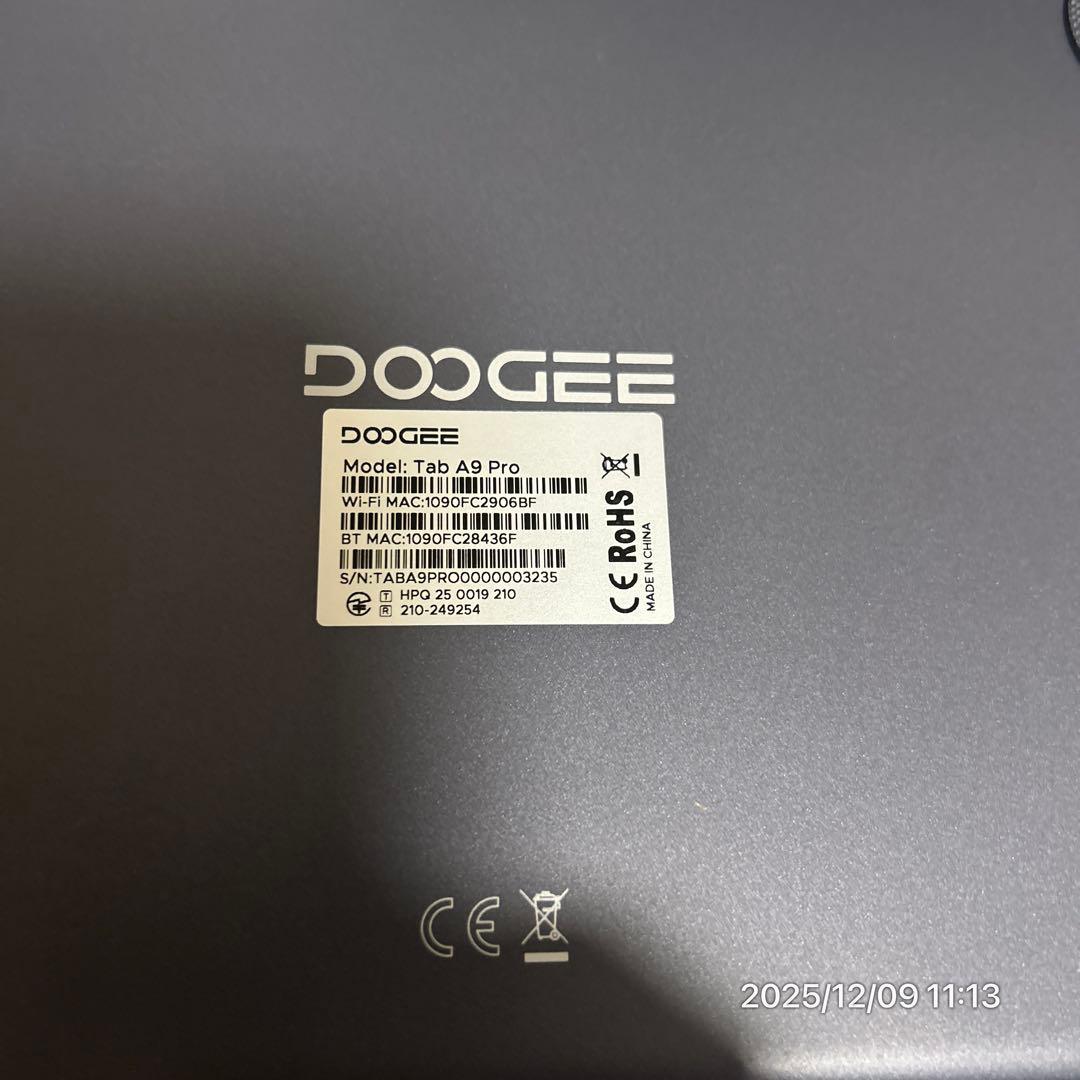 DOOGEE
DOOGEE
Model: Tab A9 Pro
Wi-Fi MAC:1090FC2906BF
BT MAC:1090FC28436F
S/N:TABA9PRO0000003235
T HPQ 25 0019 210
R 210-249254
CE RoHS
MADE IN CHINA
CE
2025/12/09 11:13